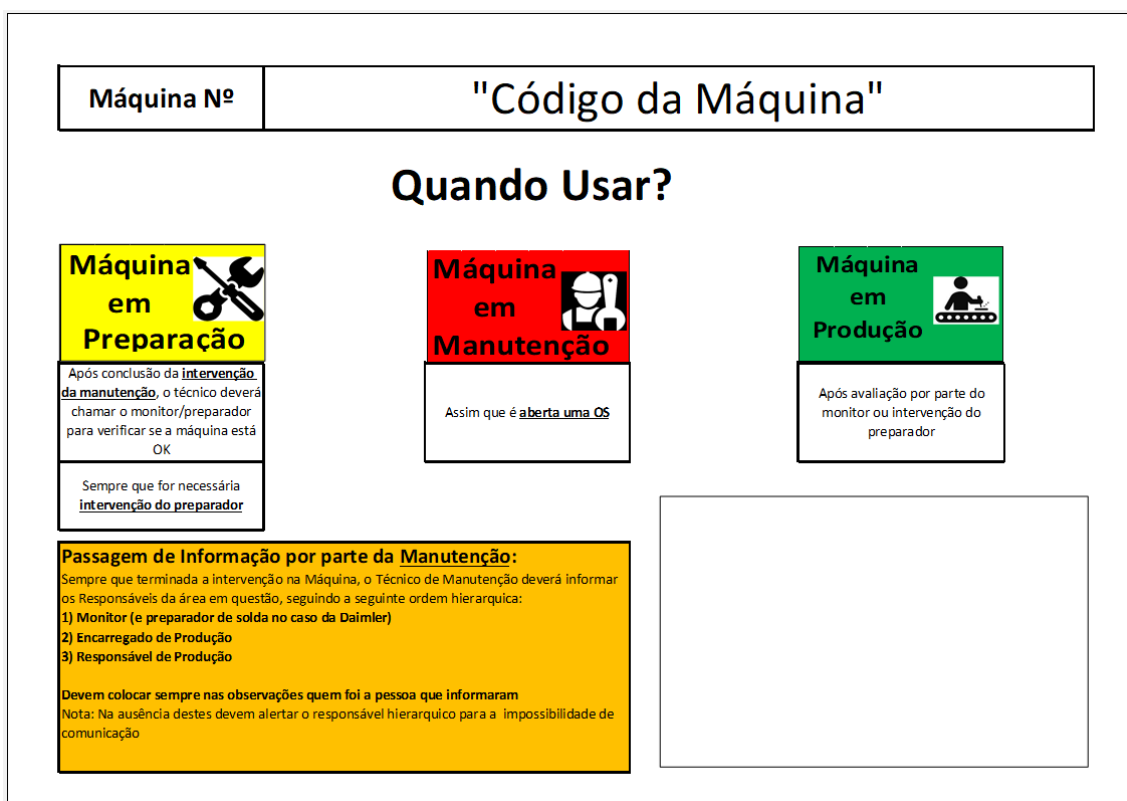 Máquina Nº
"Código da Máquina"
Quando Usar?
Máquina
em
Preparação
Após conclusão da intervenção
da manutenção, o técnico deverá
chamar o monitor/preparador
para verificar se a máquina está
OK
Sempre que for necessária
intervenção do preparador
Máquina
em
Manutenção
Assim que é aberta uma OS
Máquina
em
Produção
Após avaliação por parte do
monitor ou intervenção do
preparador
Passagem de Informação por parte da Manutenção:
Sempre que terminada a intervenção na Máquina, o Técnico de Manutenção deverá informar
os Responsáveis da área em questão, seguindo a seguinte ordem hierarquica:
1) Monitor (e preparador de solda no caso da Daimler)
2) Encarregado de Produção
3) Responsável de Produção
Devem colocar sempre nas observações quem foi a pessoa que informaram
Nota: Na ausência destes devem alertar o responsável hierarquico para a impossibilidade de
comunicação